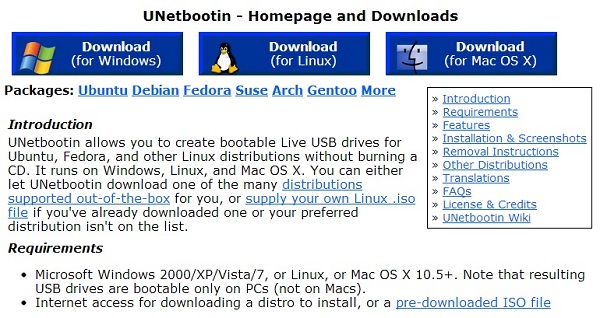 UNetbootin - Homepage and Downloads
Download
(for Windows)
Download
(for Linux)
Download
(for Mac OS X)
Packages: Ubuntu Debian Fedora Suse Arch Gentoo More
» Introduction
» Requirements
» Features
» Installation & Screenshots
» Removal Instructions
» Other Distributions
» Translations
» FAQs
» License & Credits
» UNetbootin Wiki
Introduction
UNetbootin allows you to create bootable Live USB drives for
Ubuntu, Fedora, and other Linux distributions without burning a
CD. It runs on Windows, Linux, and Mac OS X. You can either
let UNetbootin download one of the many distributions
supported out-of-the-box for you, or supply your own Linux .iso
file if you've already downloaded one or your preferred
distribution isn't on the list.
Requirements
• Microsoft Windows 2000/XP/Vista/7, or Linux, or Mac OS X 10.5+. Note that resulting
USB drives are bootable only on PCs (not on Macs).
• Internet access for downloading a distro to install, or a pre-downloaded ISO file